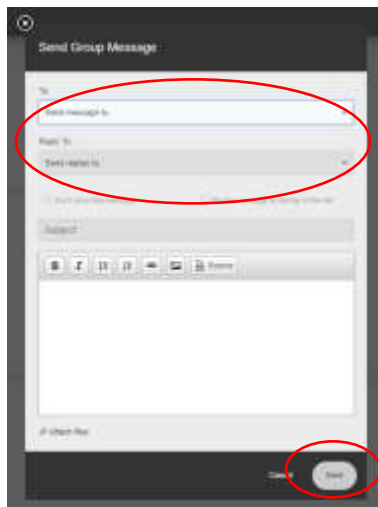 Send Group Message
To
Send message to
Reply To
Send replies to
Subject
B I
Source
Attach files
Cancel
Send